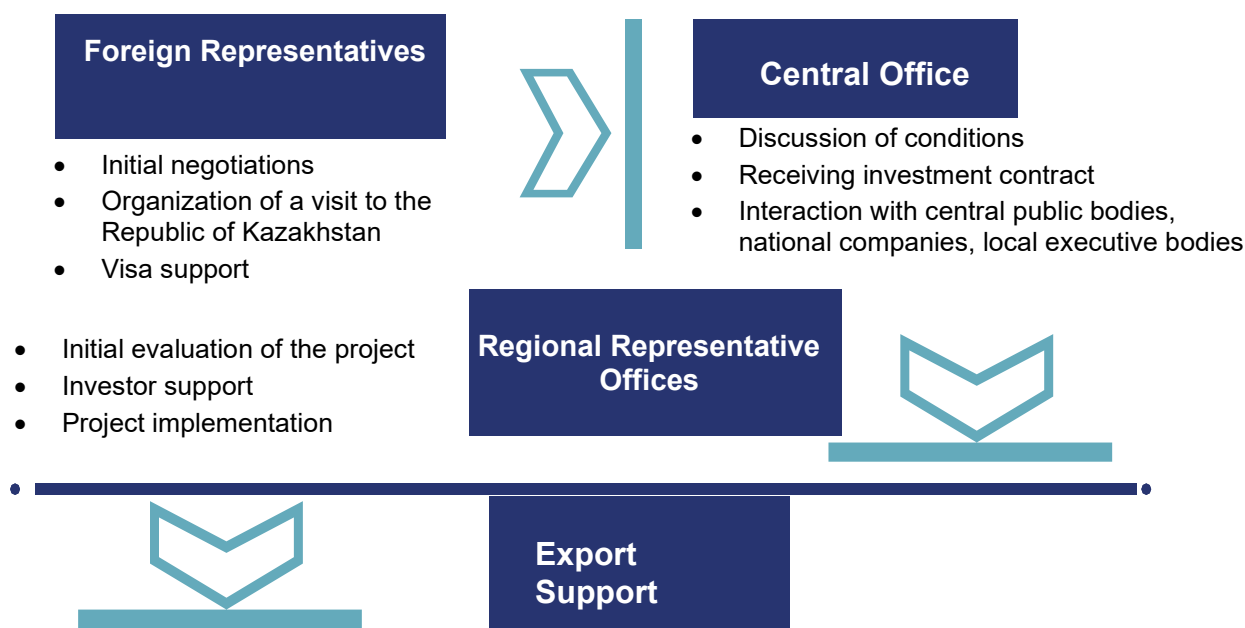 Foreign Representatives
• Initial negotiations
• Organization of a visit to the
Republic of Kazakhstan
• Visa support
Central Office
• Discussion of conditions
• Receiving investment contract
• Interaction with central public bodies,
national companies, local executive bodies
Regional Representative
Offices
• Initial evaluation of the project
• Investor support
• Project implementation
Export
Support